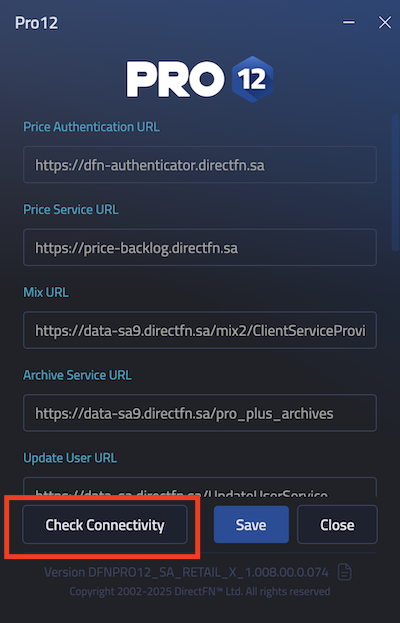 Pro12
PRO 12
Price Authentication URL
https://dfn-authenticator.directfn.sa
Price Service URL
https://price-backlog.directfn.sa
Mix URL
https://data-sa9.directfn.sa/mix2/ClientServiceProvi
Archive Service URL
https://data-sa9.directfn.sa/pro_plus_archives
Update User URL
https://data-sa.directfn.sa/UpdateUserService
Check Connectivity Save Close
Version DFNPRO12_SA_RETAIL_X_1.008.00.0.074
Copyright 2002-2025 DirectFN™ Ltd. All rights reserved